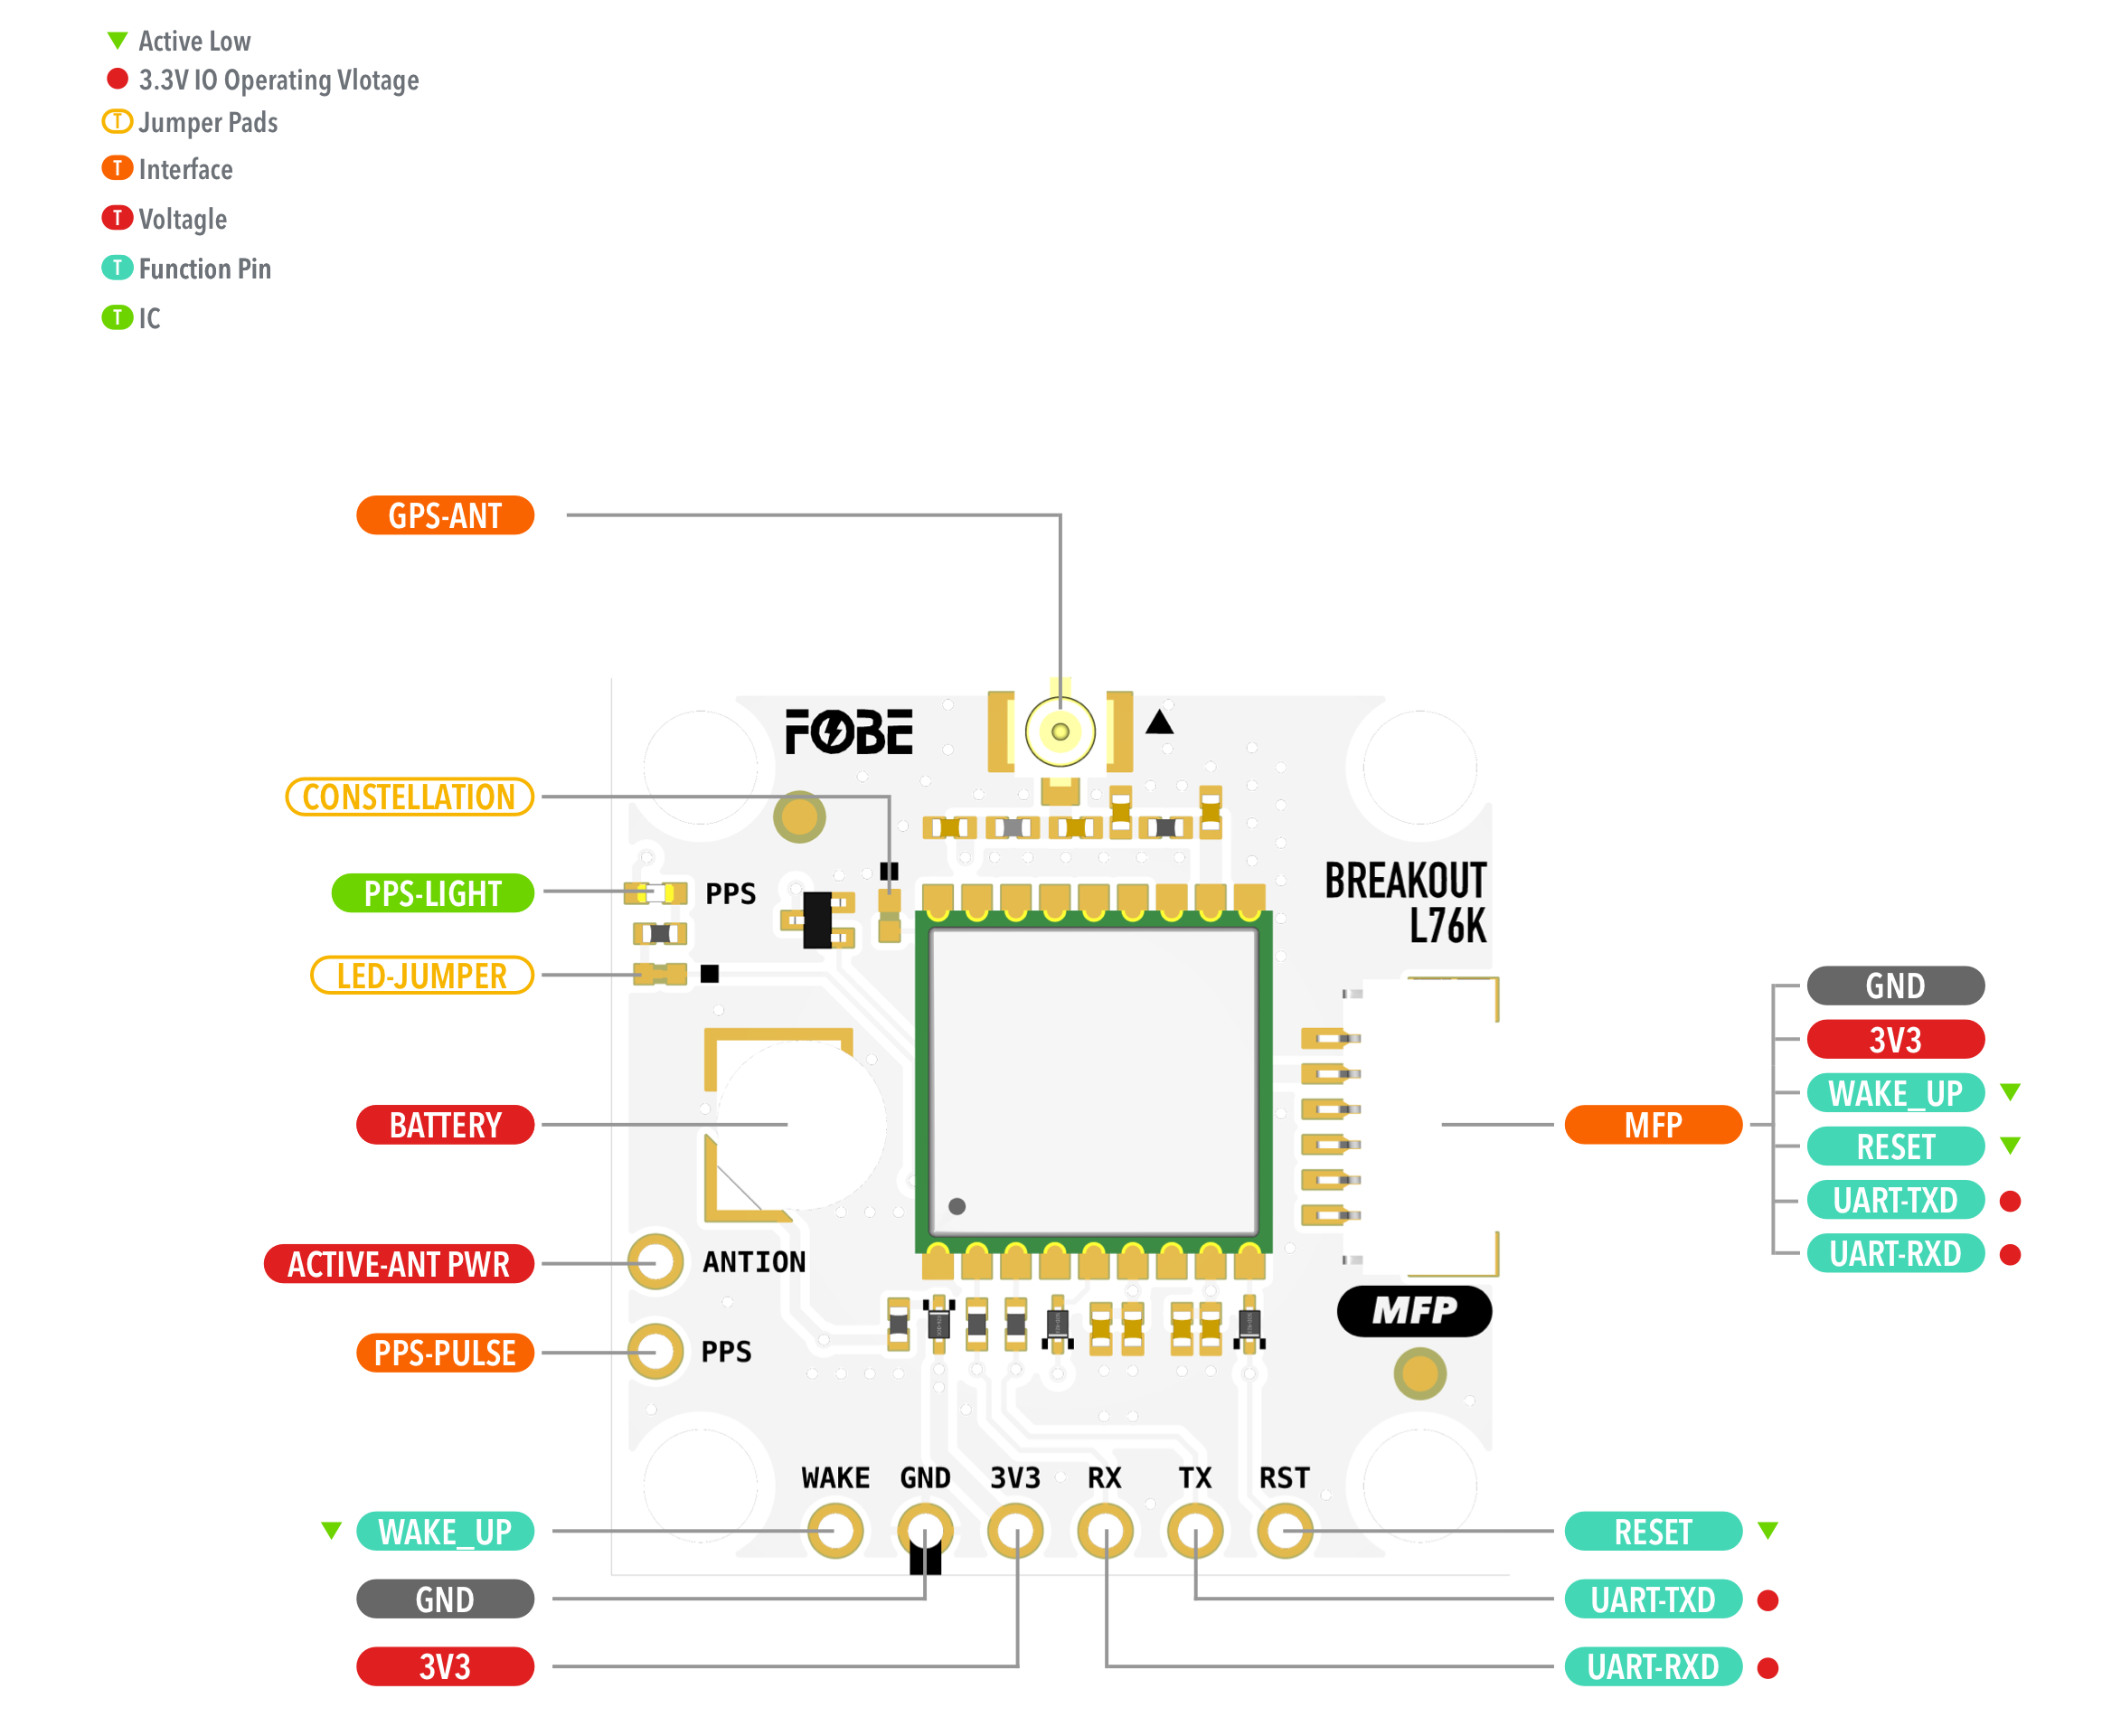 Active Low
3.3V IO Operating Vlotage
T Jumper Pads
T Interface
T Voltagle
T Function Pin
T IC
GPS-ANT
FOBE
CONSTELLATION
PPS-LIGHT
PPS
BREAKOUT
L76K
LED-JUMPER
GND
3V3
WAKE_UP
BATTERY
MFP
RESET
UART-TXD
UART-RXD
ACTIVE-ANT PWR
ANTION
MFP
PPS-PULSE
PPS
WAKE GND 3V3 RX TX RST
WAKE_UP
RESET
GND
UART-TXD
3V3
UART-RXD